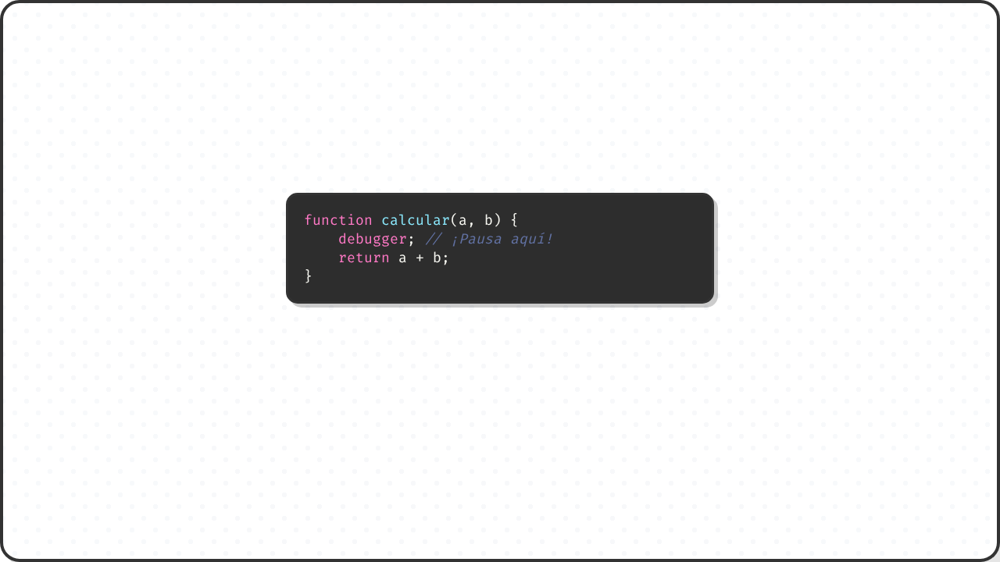 function calcular(a, b) {
    debugger; // ¡Pausa aquí!
    return a + b;
}